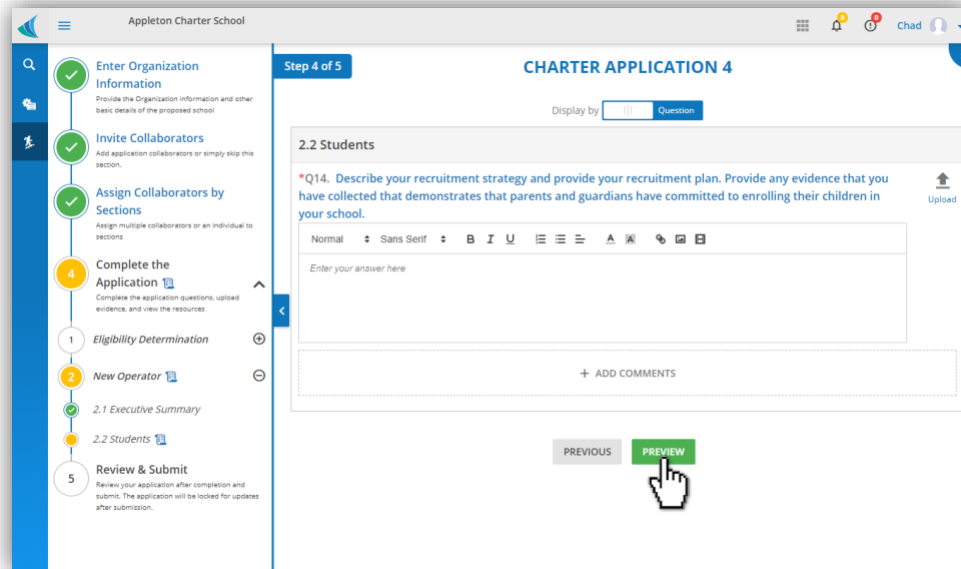 Appleton Charter School
0
0
Chad
Enter Organization
Information
Provide the Organization information and other
basic details of the proposed school
Invite Collaborators
Add application collaborators or simply skip this
section.
Assign Collaborators by
Sections
Assign multiple collaborators or an individual to
sections
4
Complete the
Application
Complete the application questions, upload
evidence, and view the resources
1
Eligibility Determination
2
New Operator
2.1 Executive Summary
2.2 Students
5
Review & Submit
Review your application after completion and
submit. The application will be locked for updates
after submission.
Step 4 of 5
CHARTER APPLICATION 4
Display by
Question
2.2 Students
*Q14. Describe your recruitment strategy and provide your recruitment plan. Provide any evidence that you
have collected that demonstrates that parents and guardians have committed to enrolling their children in
your school.
Upload
Normal Sans Serif B I U A A
Enter your answer here
+ ADD COMMENTS
PREVIOUS
PREVIEW